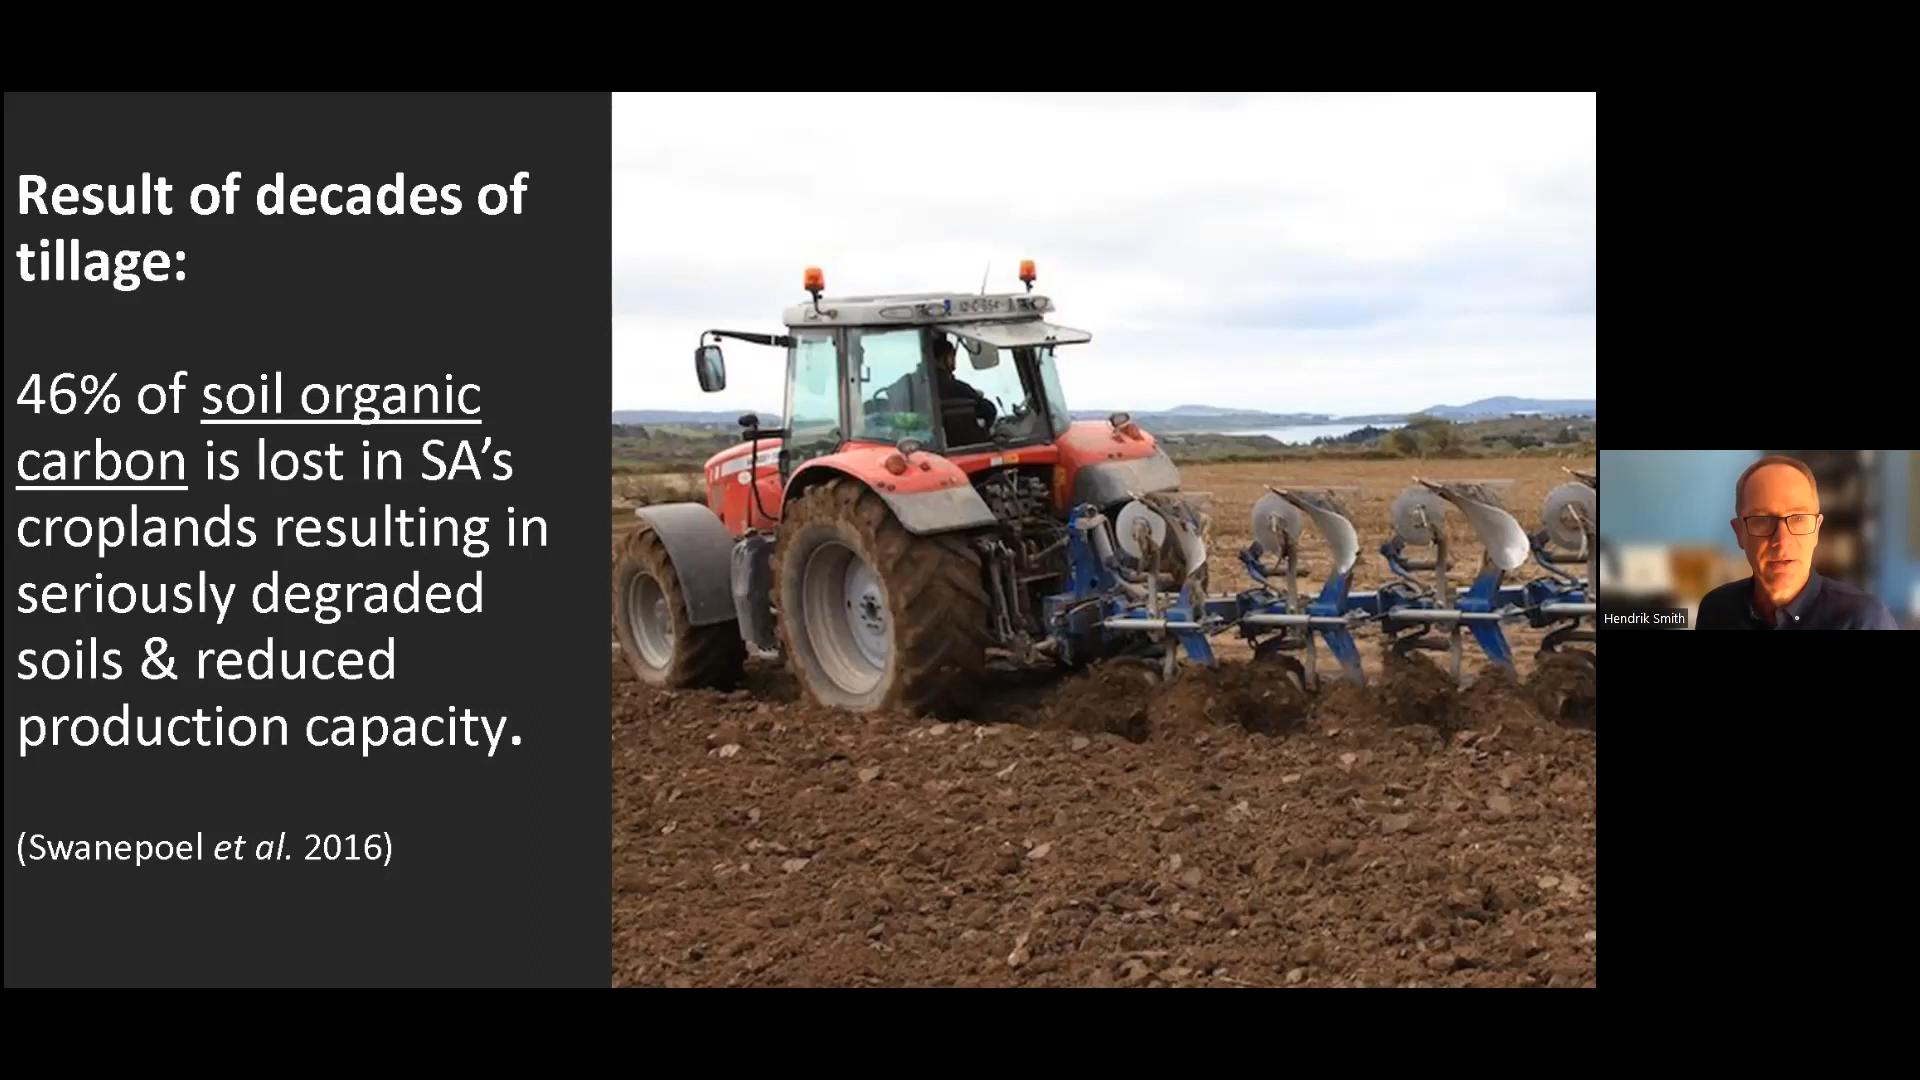 Result of decades of
tillage:
46% of soil organic
carbon is lost in SA’s
croplands resulting in
seriously degraded
soils & reduced
production capacity.
(Swanepoel et al. 2016)
Hendrik Smith